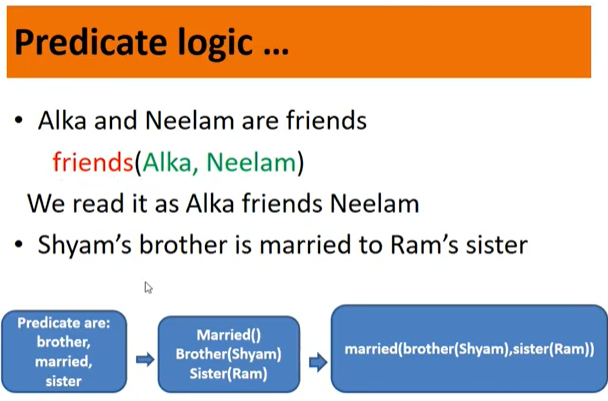 Predicate logic ...
• Alka and Neelam are friends
friends(Alka, Neelam)
We read it as Alka friends Neelam
• Shyam's brother is married to Ram's sister
Predicate are:
brother,
married,
sister
Married()
Brother(Shyam)
Sister(Ram)
married(brother(Shyam),sister(Ram))